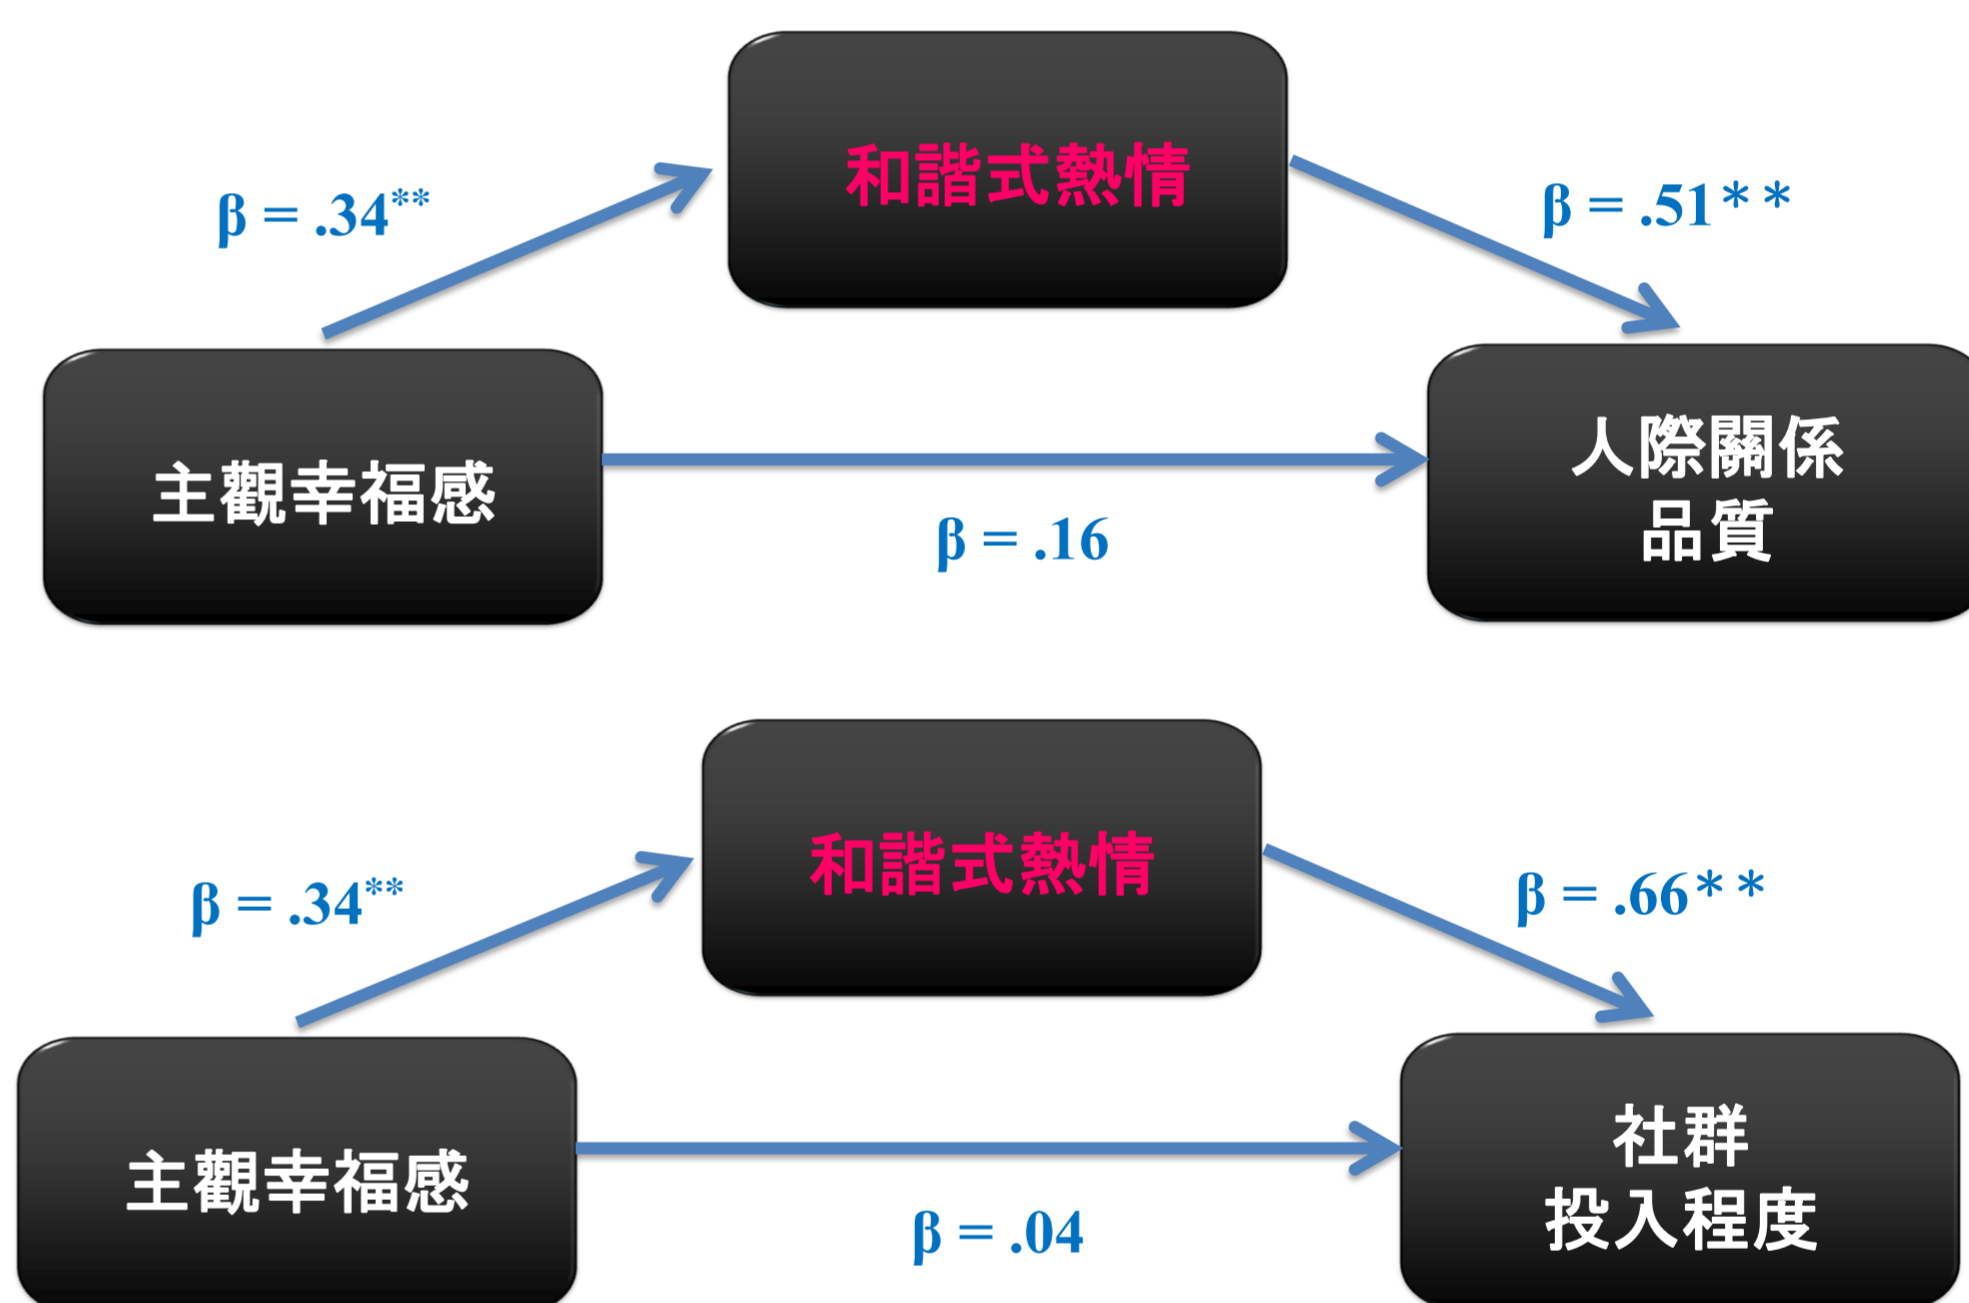 和諧式熱情
β = .34**
β = .51**
主觀幸福感
人際關係
品質
β = .16
和諧式熱情
β = .34**
β = .66**
主觀幸福感
社群
投入程度
β = .04